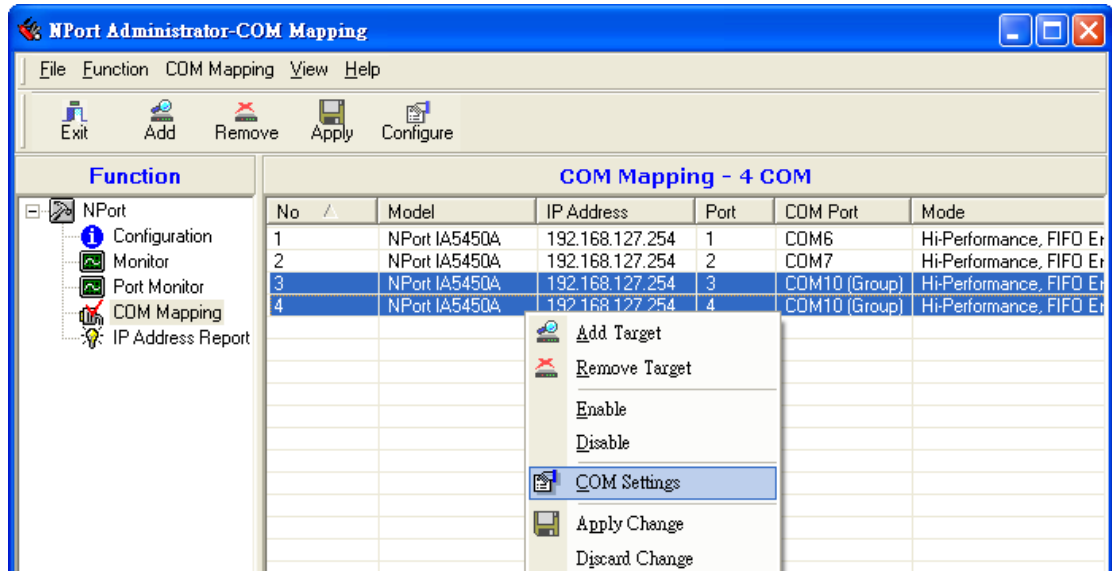 NPort Administrator-COM Mapping
File Function COM Mapping View Help
Exit Add Remove Apply Configure
Function
COM Mapping - 4 COM
NPort
Configuration
Monitor
Port Monitor
COM Mapping
IP Address Report
No Model IP Address Port COM Port Mode
1 NPort IA5450A 192.168.127.254 1 COM6 Hi-Performance, FIFO Er
2 NPort IA5450A 192.168.127.254 2 COM7 Hi-Performance, FIFO Er
3 NPort IA5450A 192.168.127.254 3 COM10 (Group) Hi-Performance, FIFO Er
4 NPort IA5450A 192.168.127.254 4 COM10 (Group) Hi-Performance, FIFO Er
Add Target
Remove Target
Enable
Disable
COM Settings
Apply Change
Discard Change